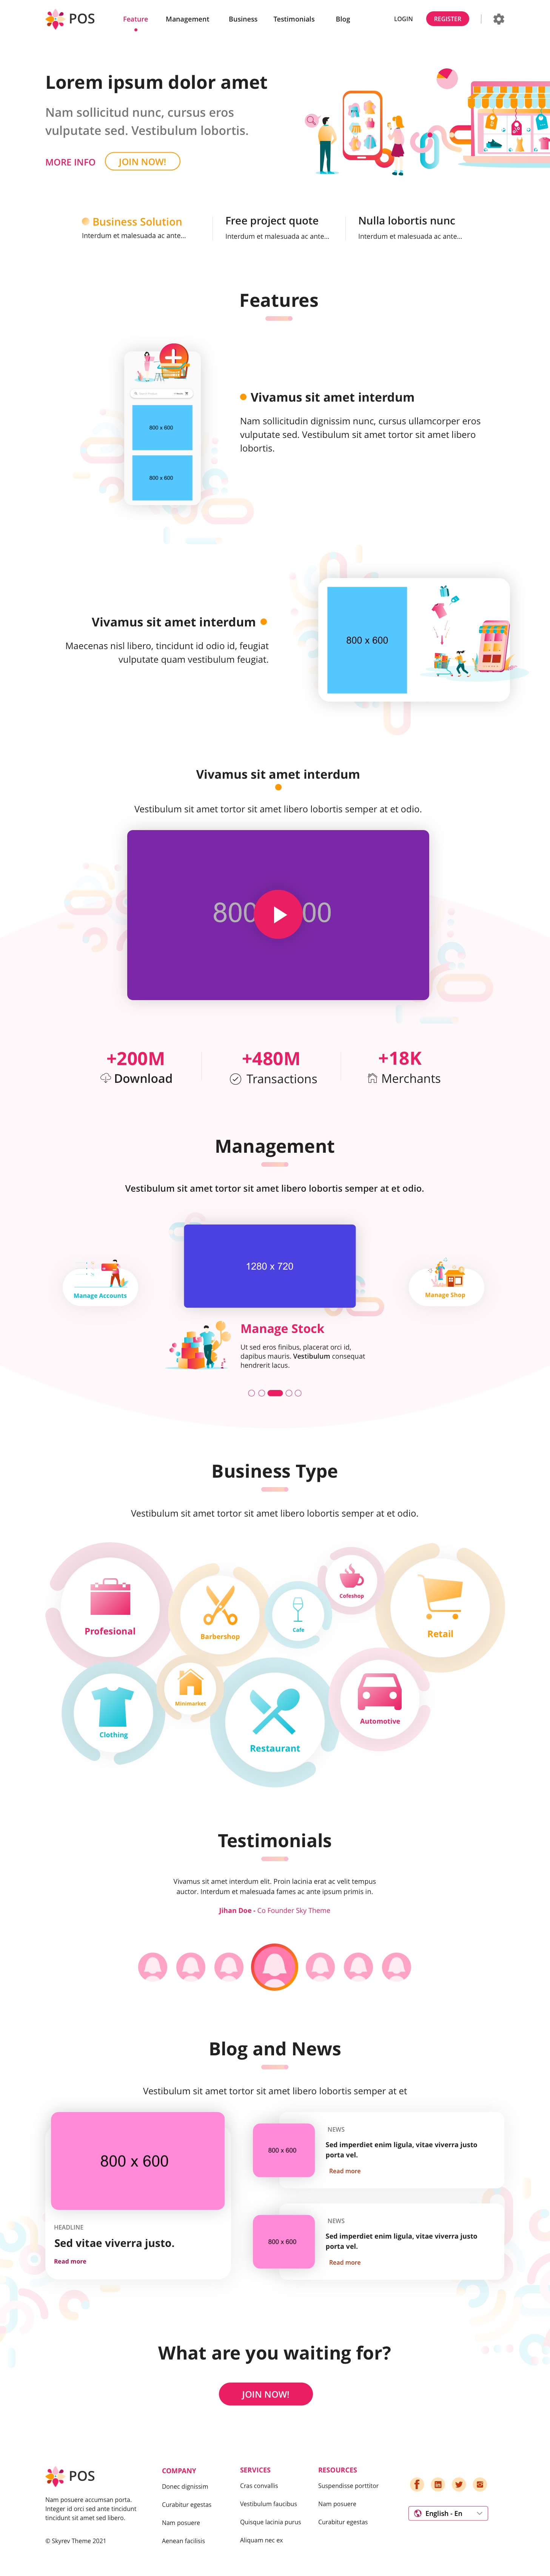 POS
Feature
Management
Business
Testimonials
Blog
LOGIN
REGISTER
Lorem ipsum dolor amet
Nam sollicitud nunc, cursus eros
vulputate sed. Vestibulum lobortis.
MORE INFO
JOIN NOW!
Business Solution
Interdum et malesuada ac ante...
Free project quote
Interdum et malesuada ac ante...
Nulla lobortis nunc
Interdum et malesuada ac ante...
Features
800 x 600
800 x 600
Vivamus sit amet interdum
Nam sollicitudin dignissim nunc, cursus ullamcorper eros
vulputate sed. Vestibulum sit amet tortor sit amet libero
lobortis.
Vivamus sit amet interdum
Maecenas nisl libero, tincidunt id odio id, feugiat
vulputate quam vestibulum feugiat.
800 x 600
Vivamus sit amet interdum
Vestibulum sit amet tortor sit amet libero lobortis semper at et odio.
800 00
+200M
Download
+480M
Transactions
+18K
Merchants
Management
Vestibulum sit amet tortor sit amet libero lobortis semper at et odio.
1280 x 720
Manage Accounts
Manage Shop
Manage Stock
Ut sed eros finibus, placerat orci id,
dapibus mauris. Vestibulum consequat
hendrerit lacus.
Business Type
Vestibulum sit amet tortor sit amet libero lobortis semper at et odio.
Profesional
Barbershop
Cafe
Cofeshop
Retail
Clothing
Minimarket
Restaurant
Automotive
Testimonials
Vivamus sit amet interdum elit. Proin lacinia erat ac velit tempus
auctor. Interdum et malesuada fames ac ante ipsum primis in.
Jihan Doe - Co Founder Sky Theme
Blog and News
Vestibulum sit amet tortor sit amet libero lobortis semper at et
800 x 600
HEADLINE
Sed vitae viverra justo.
Read more
800 x 600
NEWS
Sed imperdiet enim ligula, vitae viverra justo
porta vel.
Read more
800 x 600
NEWS
Sed imperdiet enim ligula, vitae viverra justo
porta vel.
Read more
What are you waiting for?
JOIN NOW!
POS
Nam posuere accumsan porta.
Integer id orci sed ante tincidunt
tincidunt sit amet sed libero.
© Skyrev Theme 2021
COMPANY
Donec dignissim
Curabitur egestas
Nam posuere
Aenean facilisis
SERVICES
Cras convallis
Vestibulum faucibus
Quisque lacinia purus
Aliquam nec ex
RESOURCES
Suspendisse porttitor
Nam posuere
Curabitur egestas
English - En